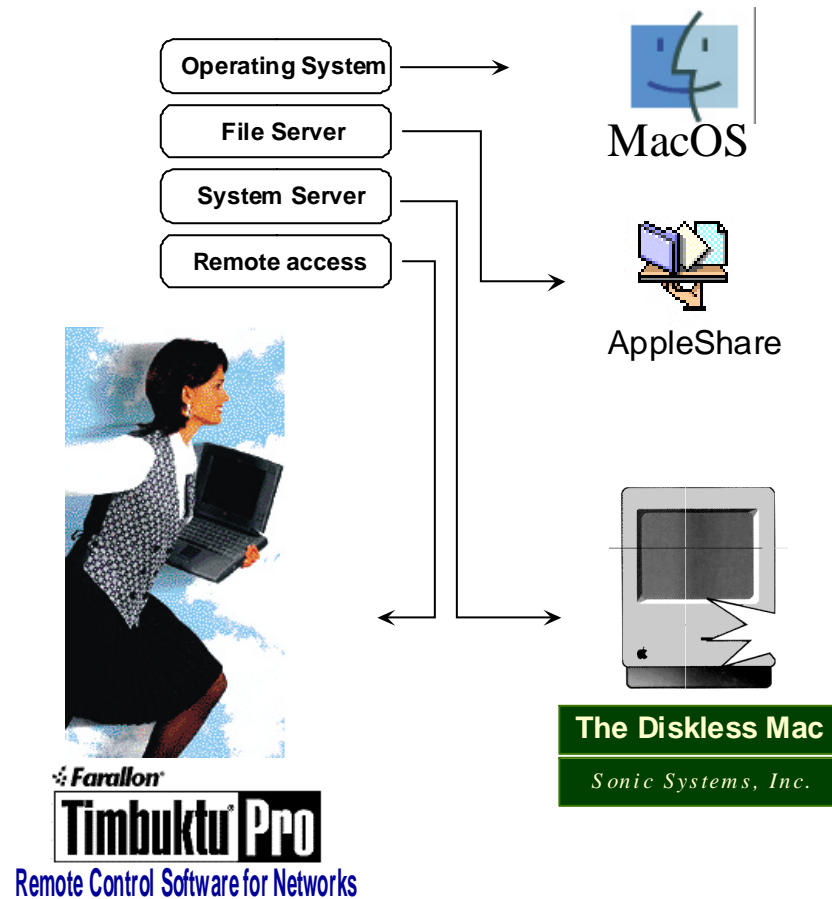 Operating System
File Server
System Server
Remote access
MacOS
AppleShare
The Diskless Mac
Sonic Systems, Inc.
Farallon
Timbuktu Pro
Remote Control Software for Networks